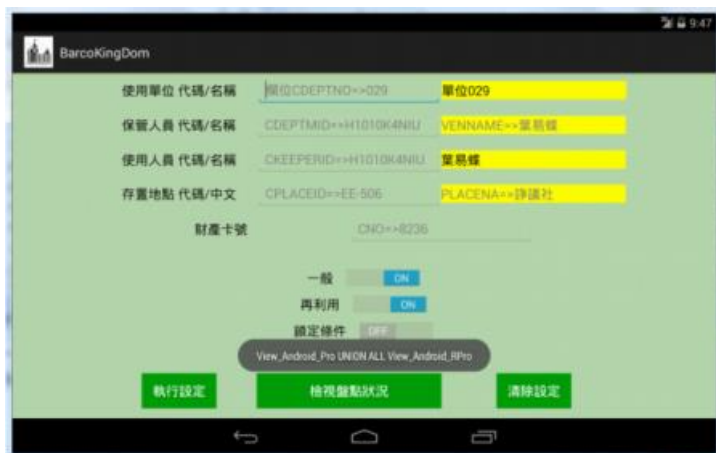 9:47
BarcoKingDom
使用單位 代碼/名稱 單位CDEPTNO=>029 單位029
保管人員 代碼/名稱 CDEPTMID=>H1010K4NIU VENNAME=>葉易蝶
使用人員 代碼/名稱 CKEEPERID=>H1010K4NIU 葉易蝶
存置地點 代碼/中文 CPLACEID=>EE-506 PLACENA=>諍議社
財產卡號 CNO=>8236
一般 ON
再利用 ON
鎖定條件 OFF
View_Android_Pro UNION ALL View_Android_RPro
執行設定 檢視盤點狀況 清除設定